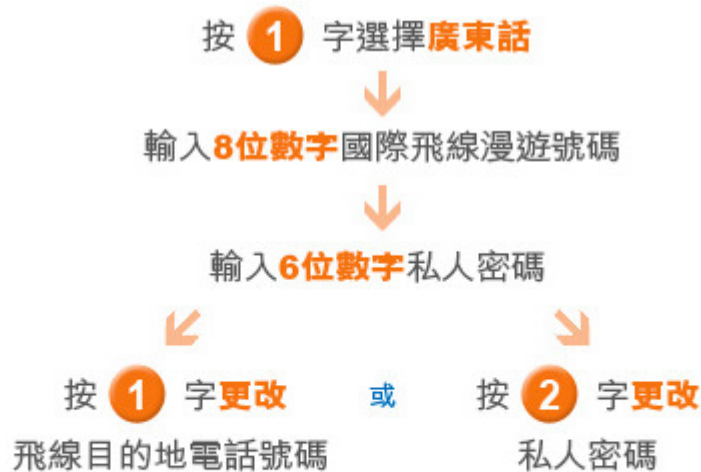 按 1 字選擇廣東話
輸入8位數字國際飛線漫遊號碼
輸入6位數字私人密碼
按 1 字更改
飛線目的地電話號碼
或
按 2 字更改
私人密碼